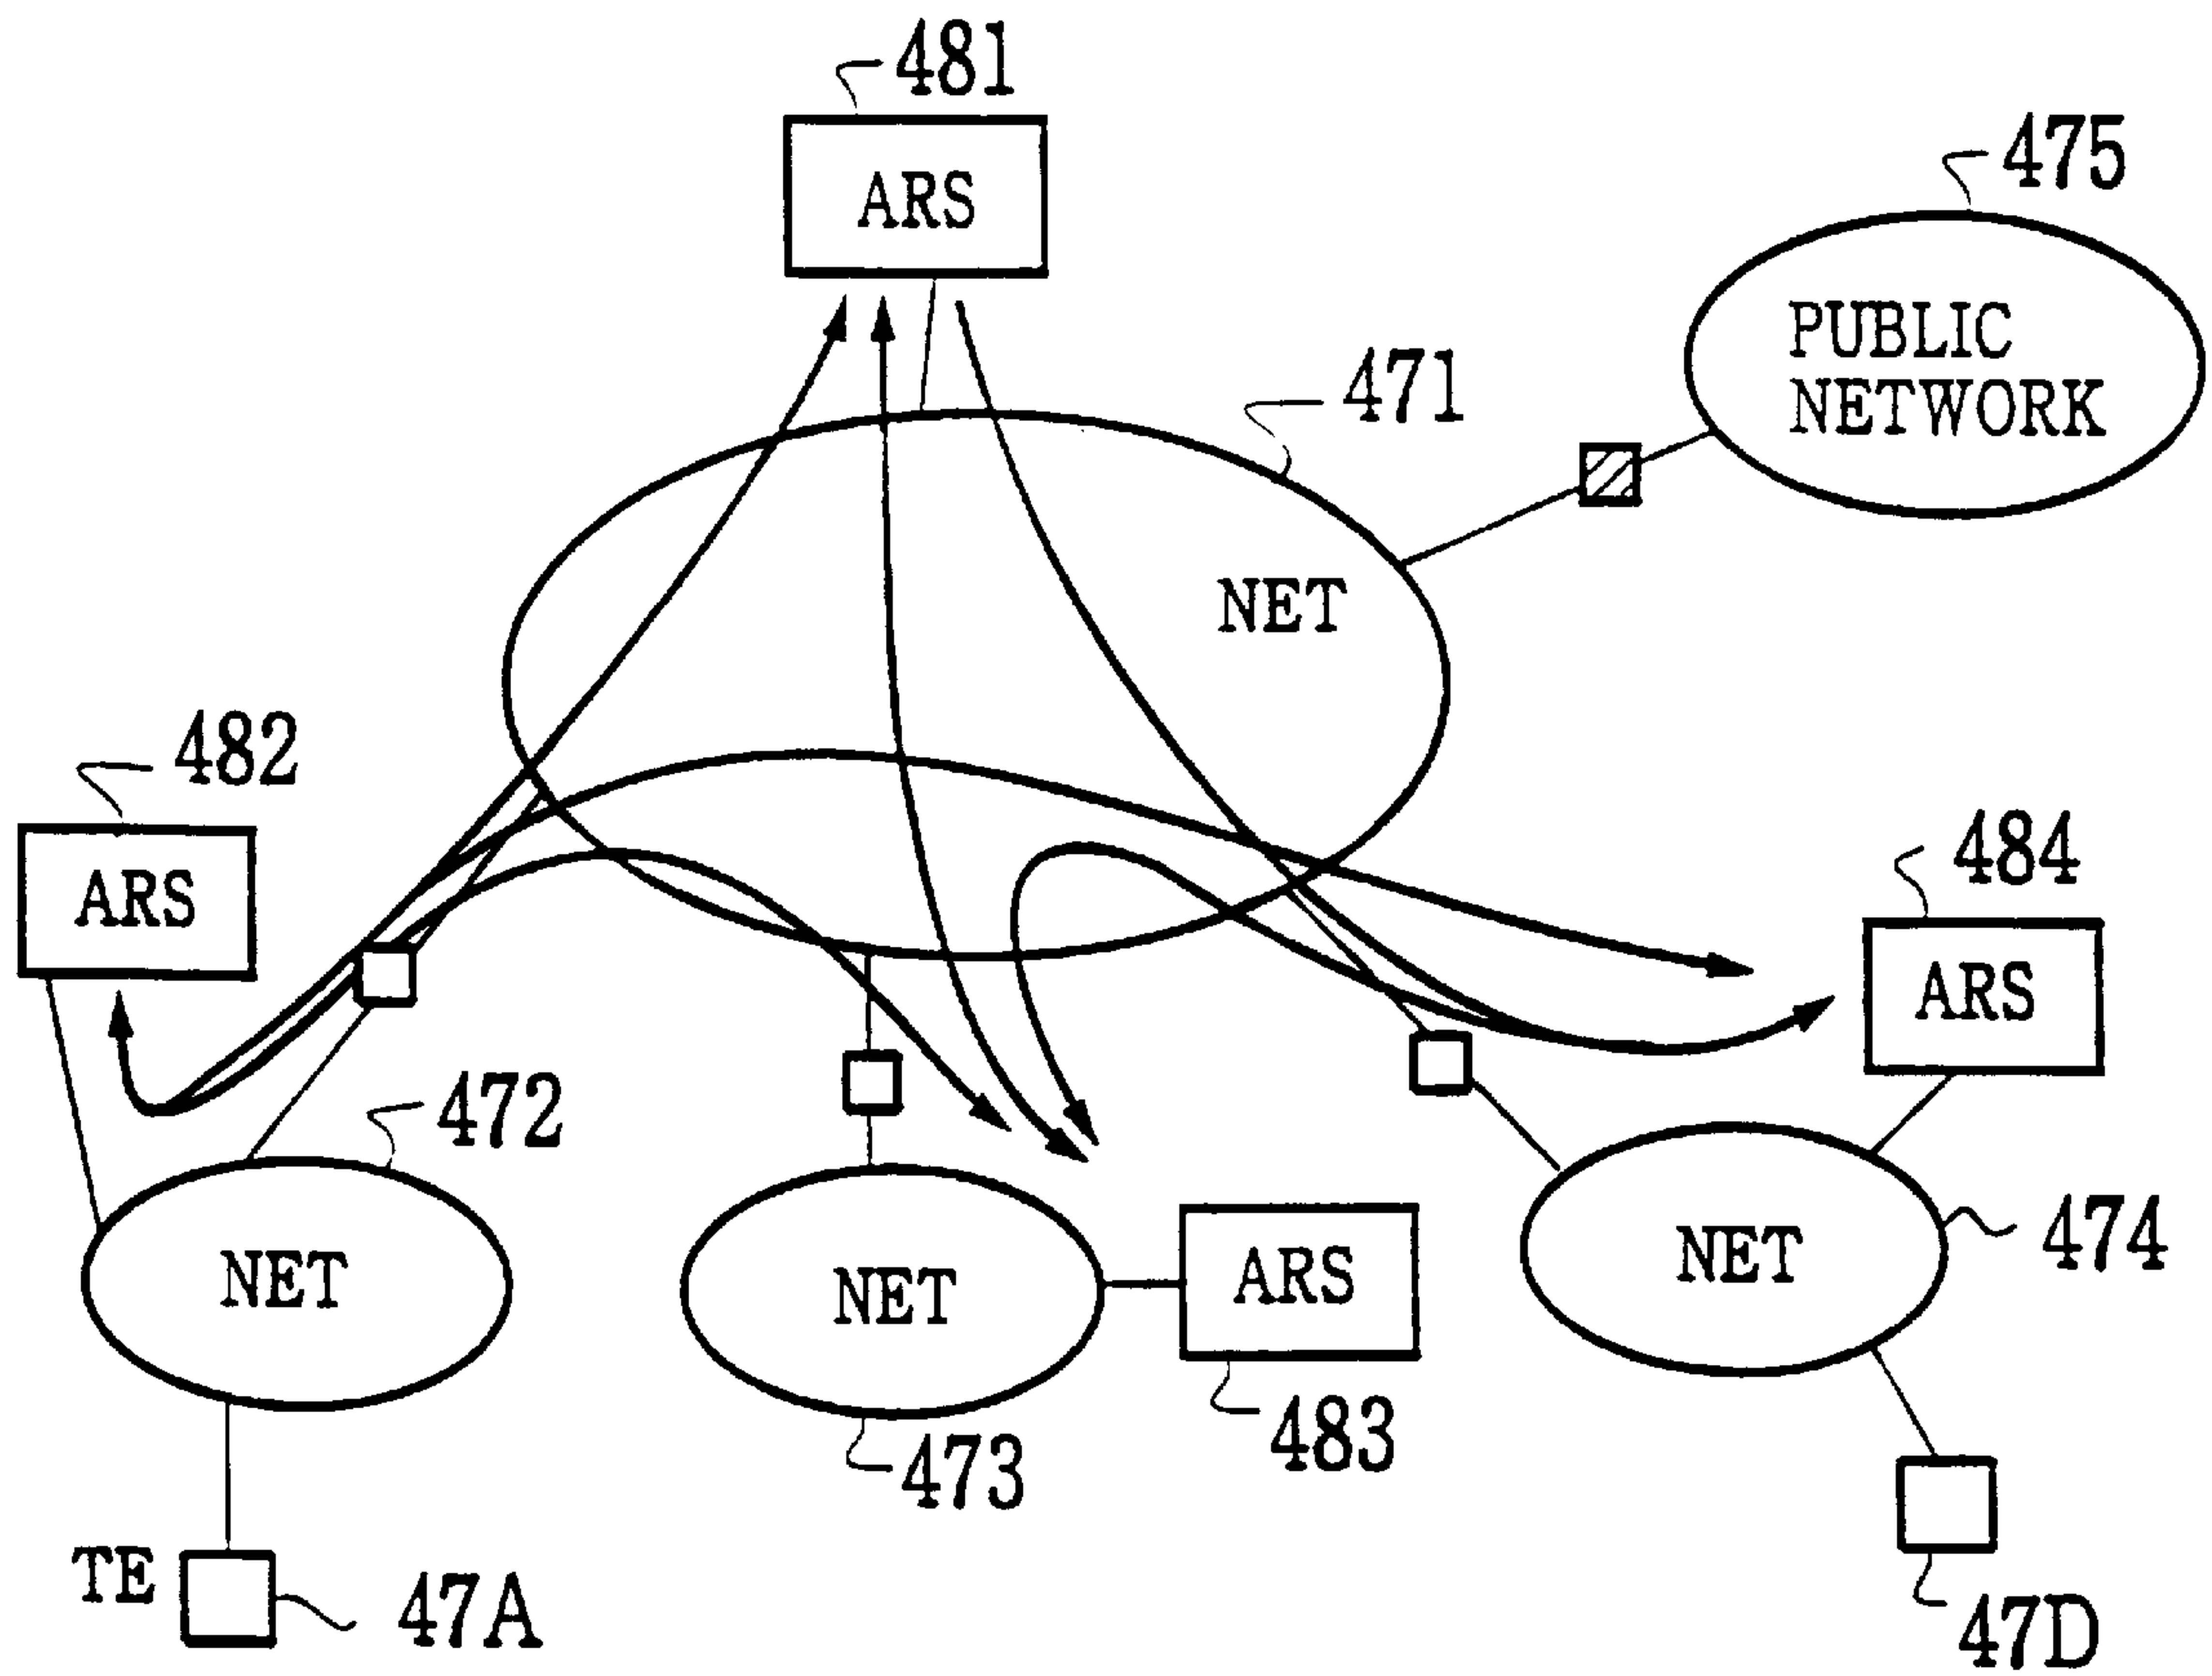 481
ARS
475
PUBLIC
NETWORK
471
NET
482
ARS
484
ARS
472
NET
NET
ARS
NET
474
483
473
TE
47A
47D